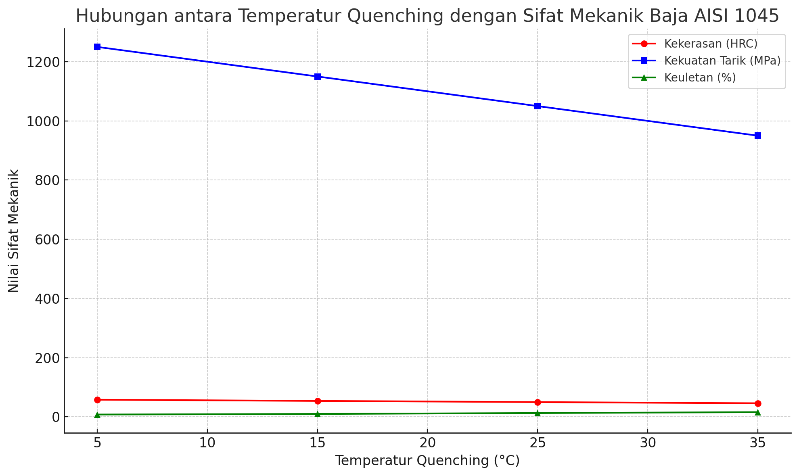 Hubungan antara Temperatur Quenching dengan Sifat Mekanik Baja AISI 1045
Kekerasan (HRC)
Kekuatan Tarik (MPa)
Keuletan (%)
Nilai Sifat Mekanik
1200
1000
800
600
400
200
0
5 10 15 20 25 30 35
Temperatur Quenching (°C)